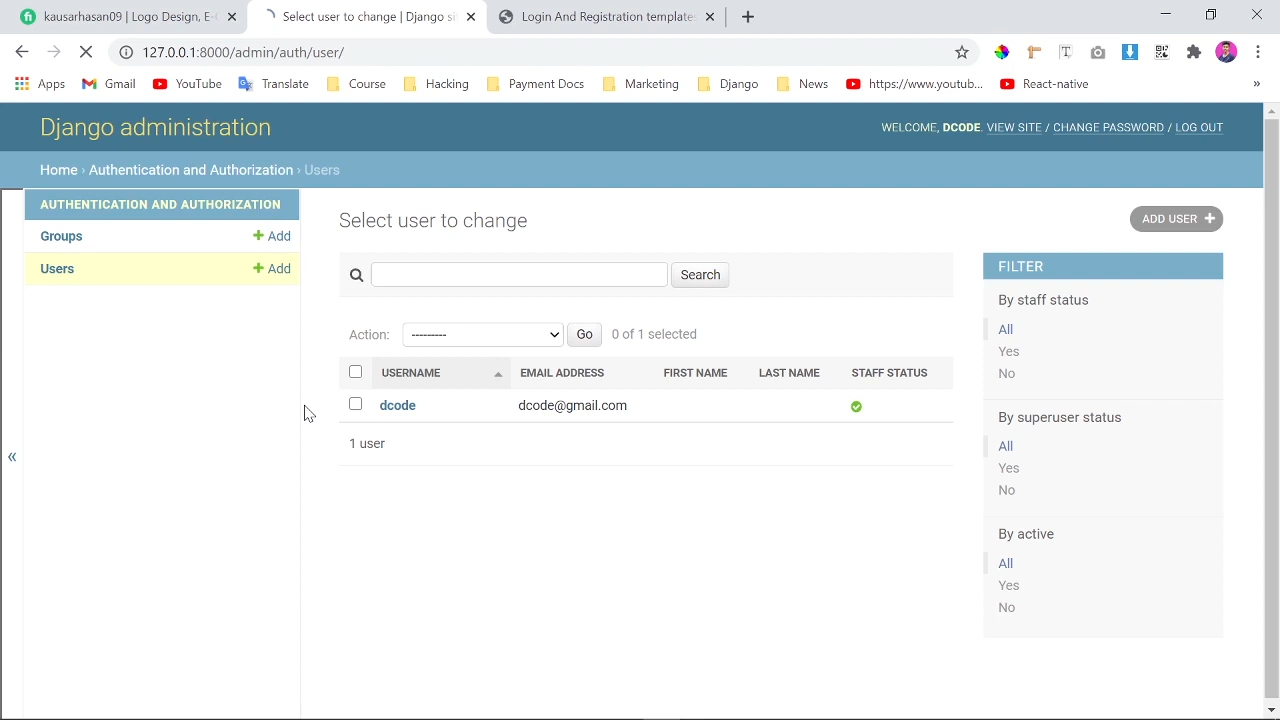 kausarhasan09 | Logo Design, E-C
Select user to change | Django si
Login And Registration template
127.0.0.1:8000/admin/auth/user/
Apps Gmail YouTube Translate Course Hacking Payment Docs Marketing Django News https://www.youtub... React-native »
Django administration
WELCOME, DCODE. VIEW SITE / CHANGE PASSWORD / LOG OUT
Home › Authentication and Authorization › Users
AUTHENTICATION AND AUTHORIZATION
Groups + Add
Users + Add
«
Select user to change
ADD USER +
Search
Action: --------- Go 0 of 1 selected
USERNAME EMAIL ADDRESS FIRST NAME LAST NAME STAFF STATUS
dcode dcode@gmail.com
1 user
FILTER
By staff status
All
Yes
No
By superuser status
All
Yes
No
By active
All
Yes
No